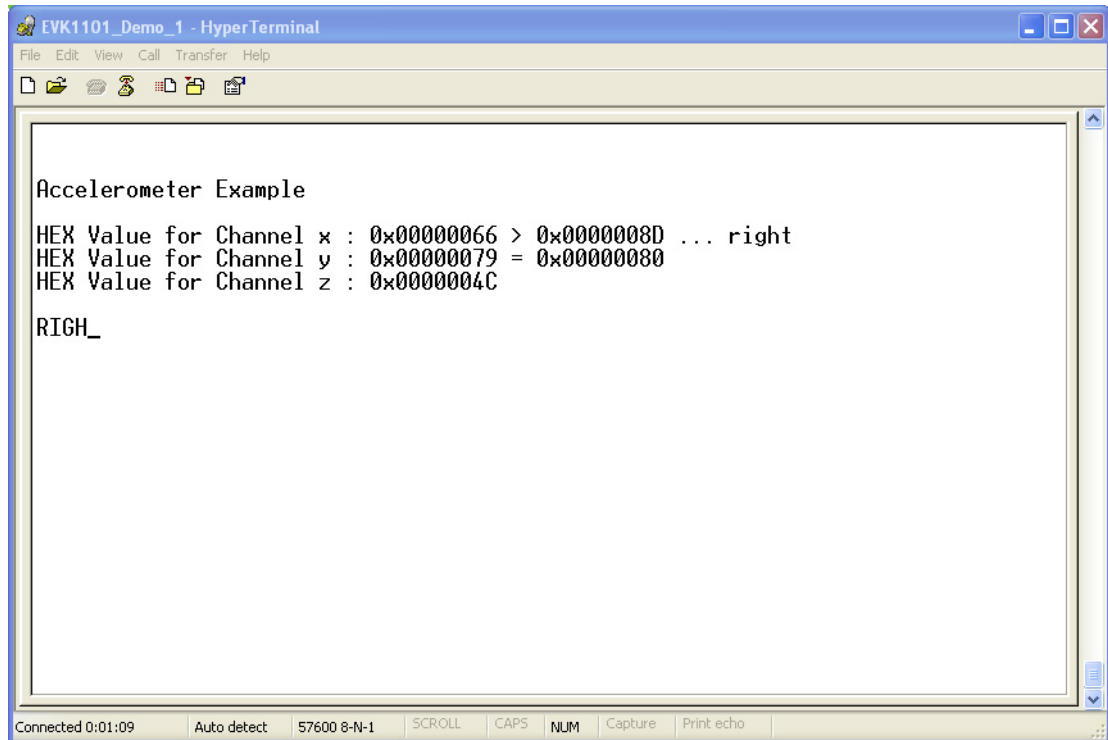 EVK1101_Demo_1 - HyperTerminal
File Edit View Call Transfer Help
Accelerometer Example
HEX Value for Channel x : 0x00000066 > 0x0000008D ... right
HEX Value for Channel y : 0x00000079 = 0x00000080
HEX Value for Channel z : 0x0000004C
RIGH_
Connected 0:01:09 Auto detect 57600 8-N-1 SCROLL CAPS NUM Capture Print echo